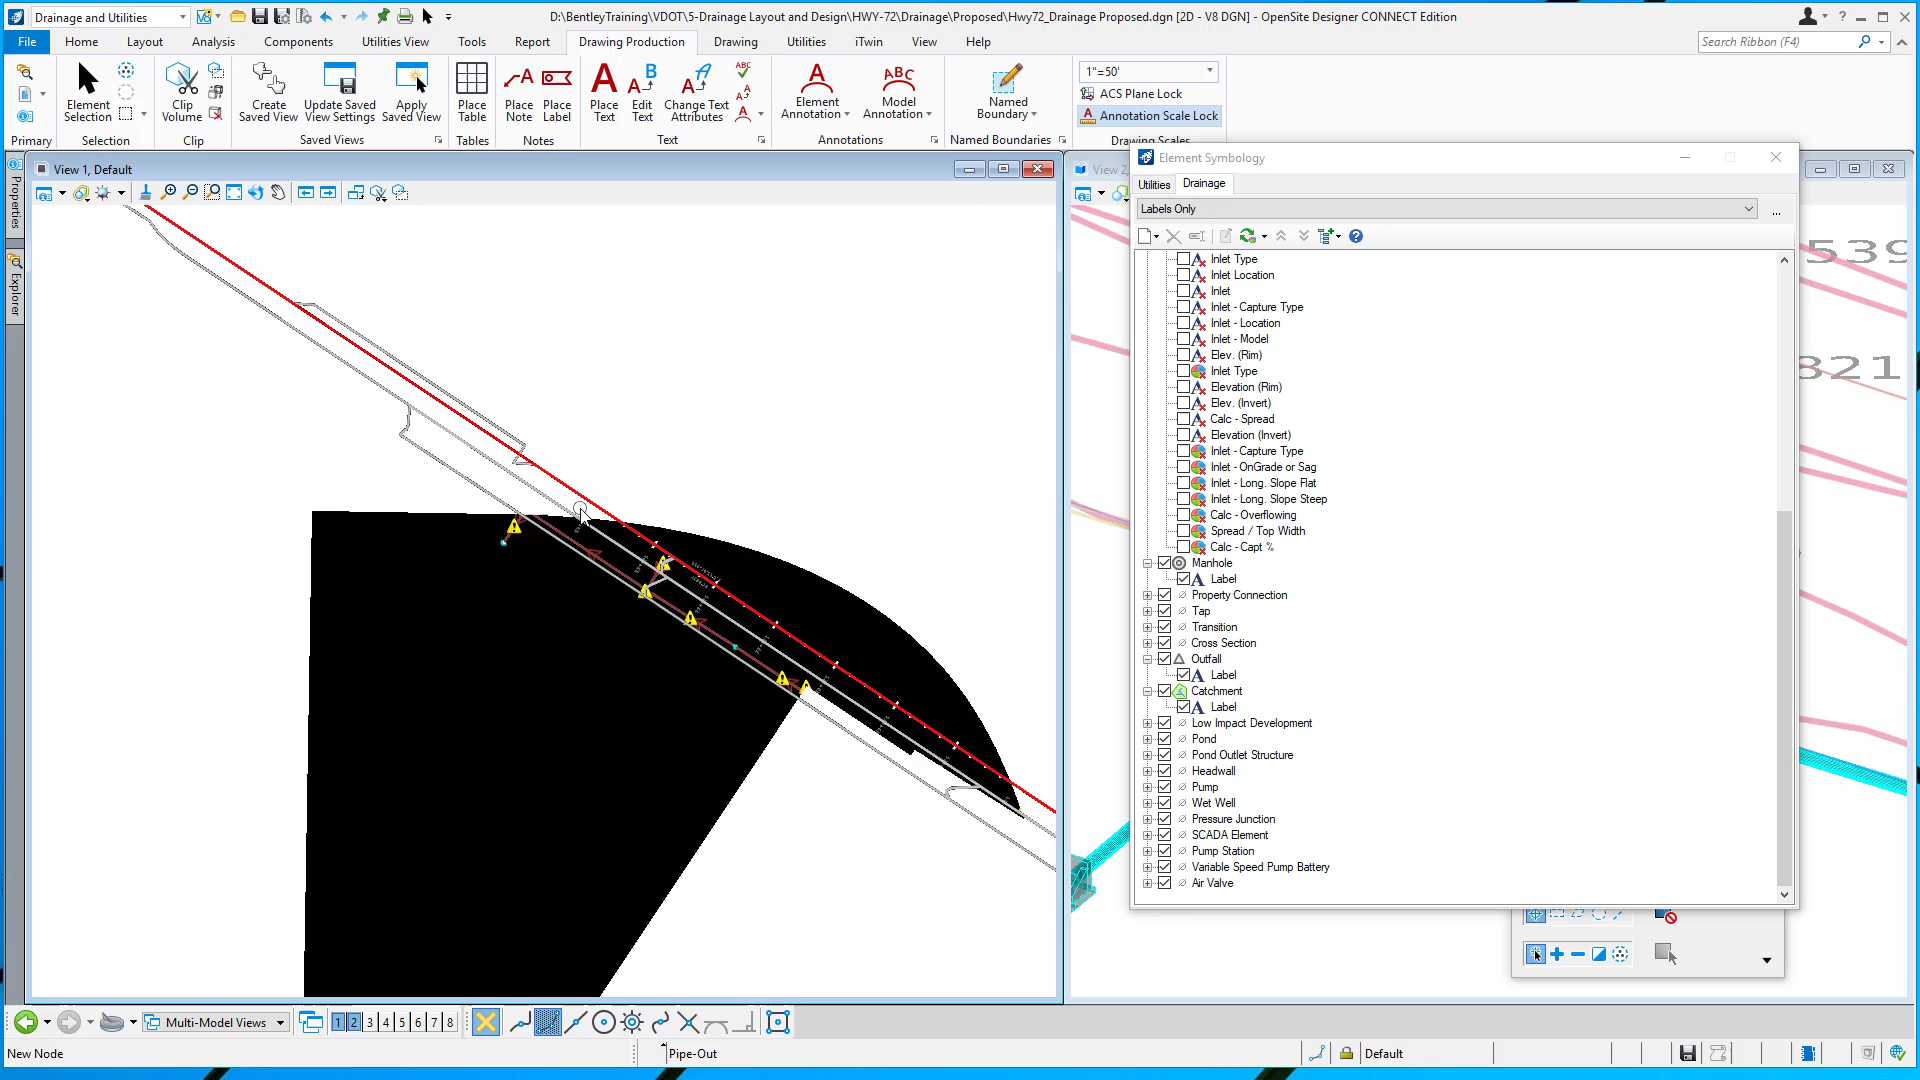 Drainage and Utilities
D:\BentleyTraining\VDOT\5-Drainage Layout and Design\HWY-72\Drainage\Proposed\Hwy72_Drainage Proposed.dgn [2D - V8 DGN] - OpenSite Designer CONNECT Edition
File Home Layout Analysis Components Utilities View Tools Report Drawing Production Drawing Utilities iTwin View Help
Search Ribbon (F4)
Element Selection
Clip Volume
Create Saved View
Update Saved View Settings
Apply Saved View
Place Table
Place Note
Place Label
Place Text
Edit Text
Change Text Attributes
Element Annotation
Model Annotation
Named Boundary
1"=50'
ACS Plane Lock
Annotation Scale Lock
Primary Selection Clip Saved Views Tables Notes Text Annotations Named Boundaries Drawing Scales
View 1, Default
View 2,
Properties
Explorer
Element Symbology
Utilities Drainage
Labels Only
...
Inlet Type
Inlet Location
Inlet
Inlet - Capture Type
Inlet - Location
Inlet - Model
Elev. (Rim)
Inlet Type
Elevation (Rim)
Elev. (Invert)
Calc - Spread
Elevation (Invert)
Inlet - Capture Type
Inlet - OnGrade or Sag
Inlet - Long. Slope Flat
Inlet - Long. Slope Steep
Calc - Overflowing
Spread / Top Width
Calc - Capt %
Manhole
Label
Property Connection
Tap
Transition
Cross Section
Outfall
Label
Catchment
Label
Low Impact Development
Pond
Pond Outlet Structure
Headwall
Pump
Wet Well
Pressure Junction
SCADA Element
Pump Station
Variable Speed Pump Battery
Air Valve
539
821
Multi-Model Views
1 2 3 4 5 6 7 8
New Node
Pipe-Out
Default